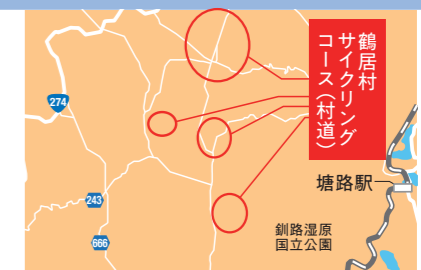 鶴居村
サイクリング
コース(村道)
274
塘路駅
243
釧路湿原
国立公園
666